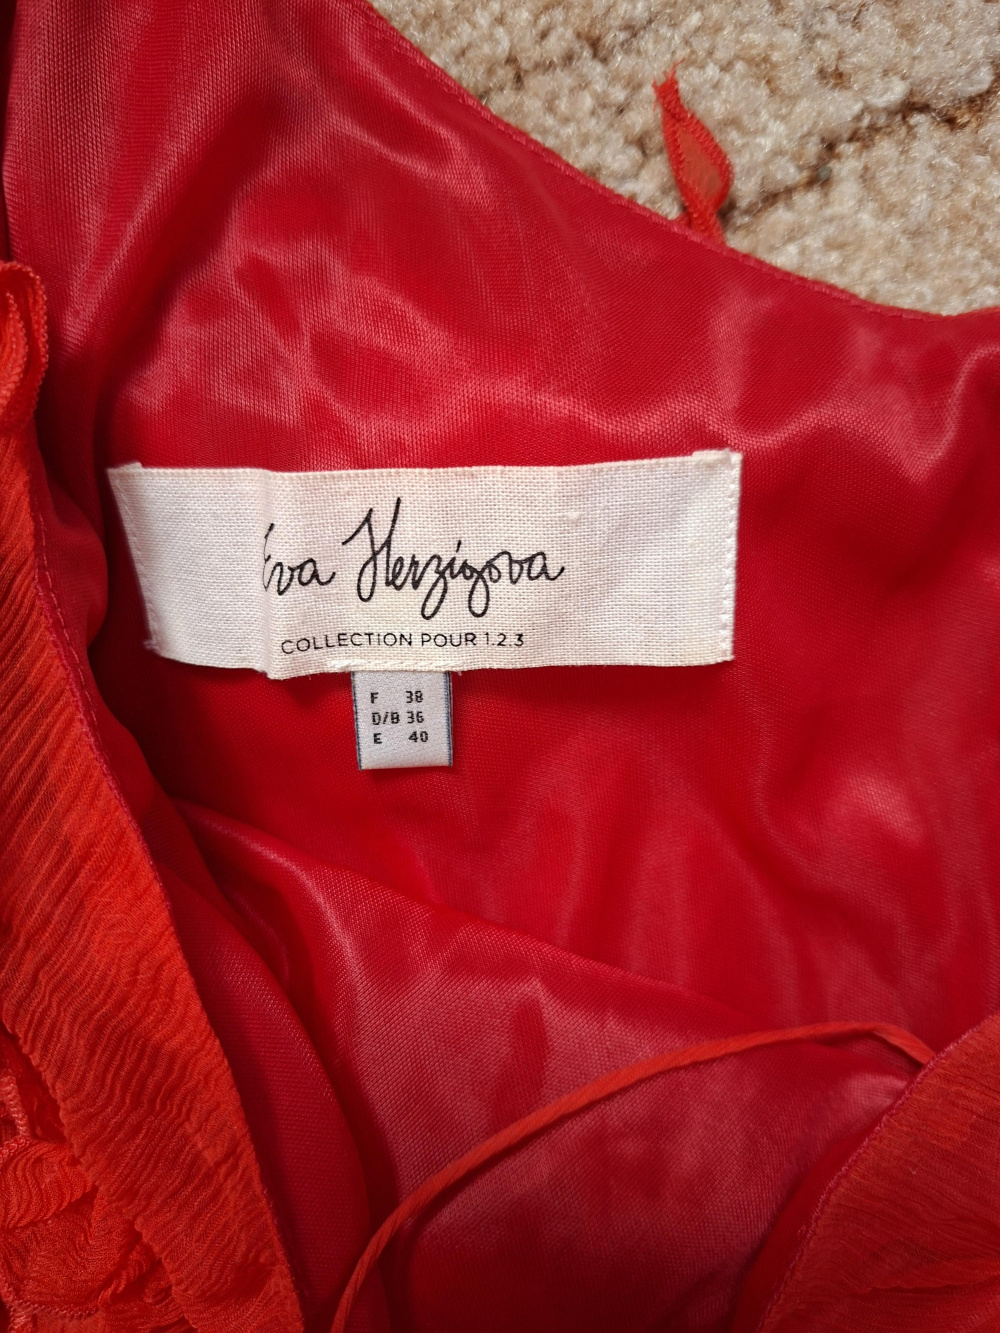 Eva Herzigova
COLLECTION POUR 1.2.3
F 38
D/B 36
E 40